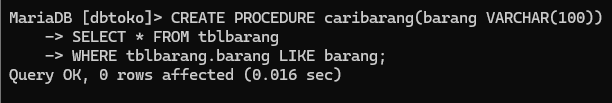 MariaDB [dbtoko]> CREATE PROCEDURE caribarang(barang VARCHAR(100))
    -> SELECT * FROM tblbarang
    -> WHERE tblbarang.barang LIKE barang;
Query OK, 0 rows affected (0.016 sec)